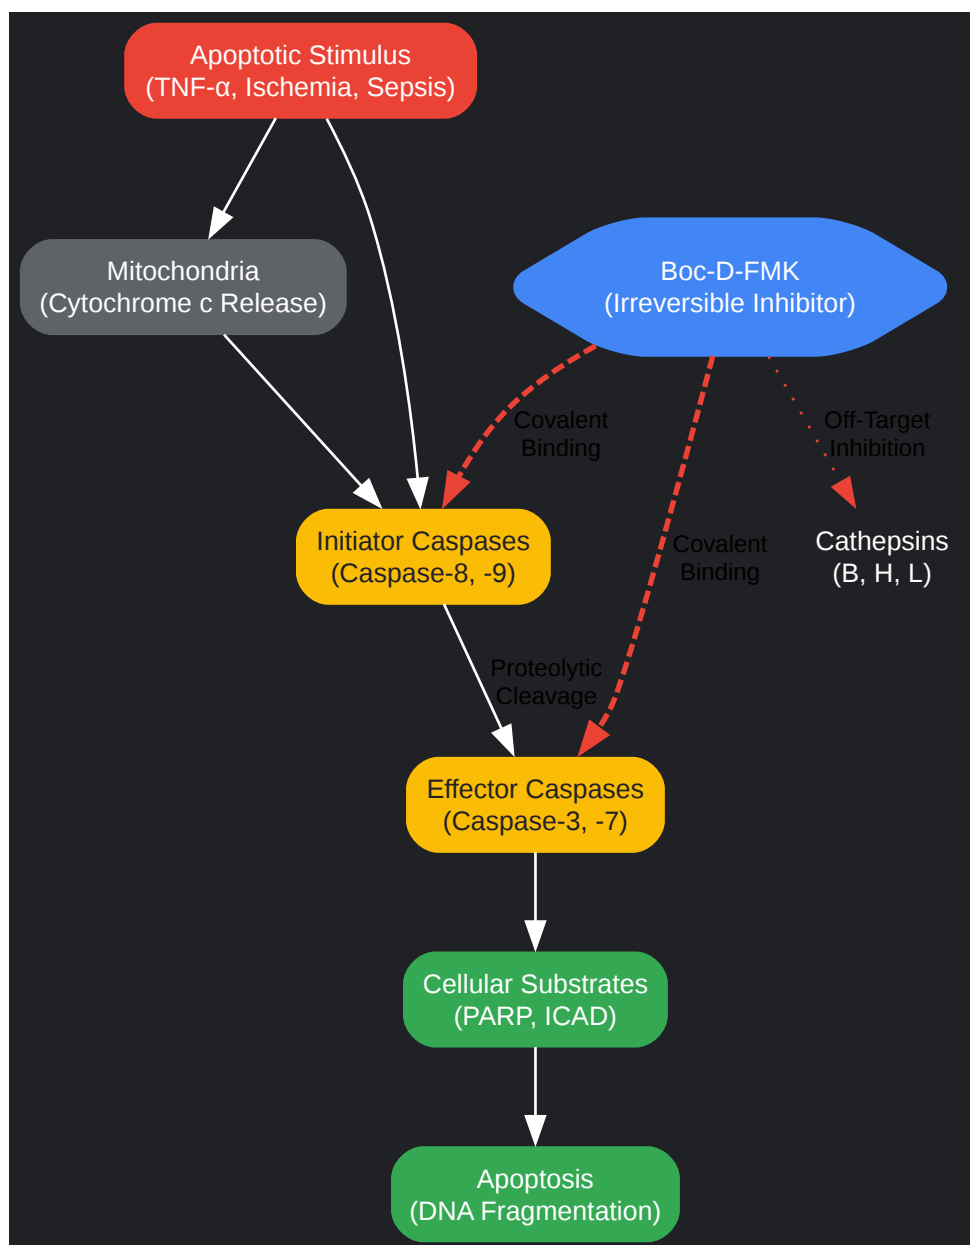 Apoptotic Stimulus
(TNF-α, Ischemia, Sepsis)
Mitochondria
(Cytochrome c Release)
Boc-D-FMK
(Irreversible Inhibitor)
Covalent
Binding
Off-Target
Inhibition
Initiator Caspases
(Caspase-8, -9)
Covalent
Binding
Cathepsins
(B, H, L)
Proteolytic
Cleavage
Effector Caspases
(Caspase-3, -7)
Cellular Substrates
(PARP, ICAD)
Apoptosis
(DNA Fragmentation)